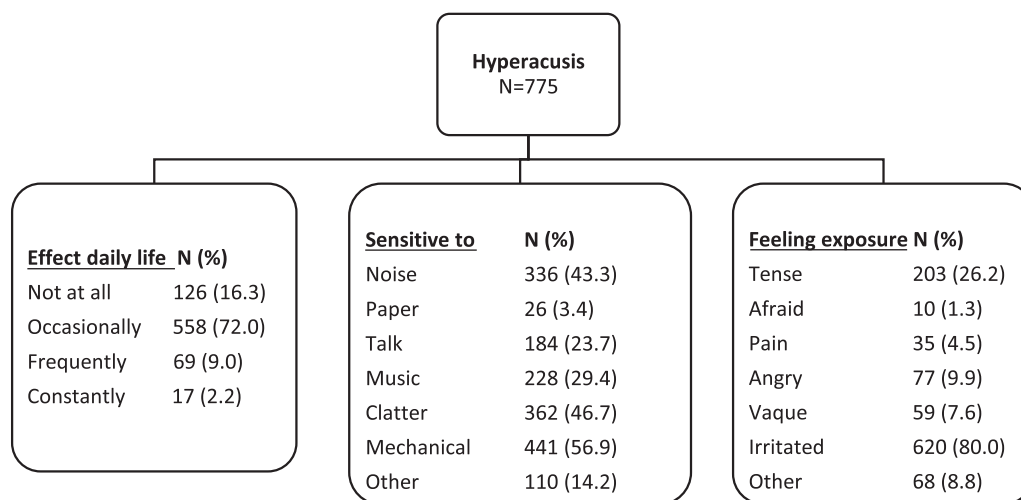 Hyperacusis
N=775
Effect daily life N (%)
Not at all 126 (16.3)
Occasionally 558 (72.0)
Frequently 69 (9.0)
Constantly 17 (2.2)
Sensitive to N (%)
Noise 336 (43.3)
Paper 26 (3.4)
Talk 184 (23.7)
Music 228 (29.4)
Clatter 362 (46.7)
Mechanical 441 (56.9)
Other 110 (14.2)
Feeling exposure N (%)
Tense 203 (26.2)
Afraid 10 (1.3)
Pain 35 (4.5)
Angry 77 (9.9)
Vaque 59 (7.6)
Irritated 620 (80.0)
Other 68 (8.8)